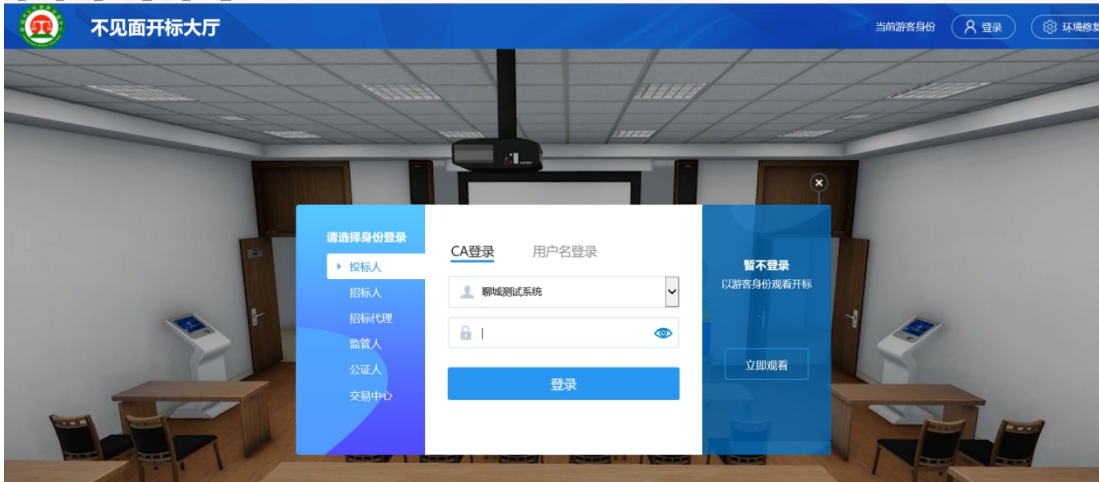 不见面开标大厅
当前游客身份
登录
环境修复
请选择身份登录
投标人
招标人
招标代理
监管人
公证人
交易中心
CA登录
用户名登录
聊城测试系统
登录
暂不登录
以游客身份观看开标
立即观看